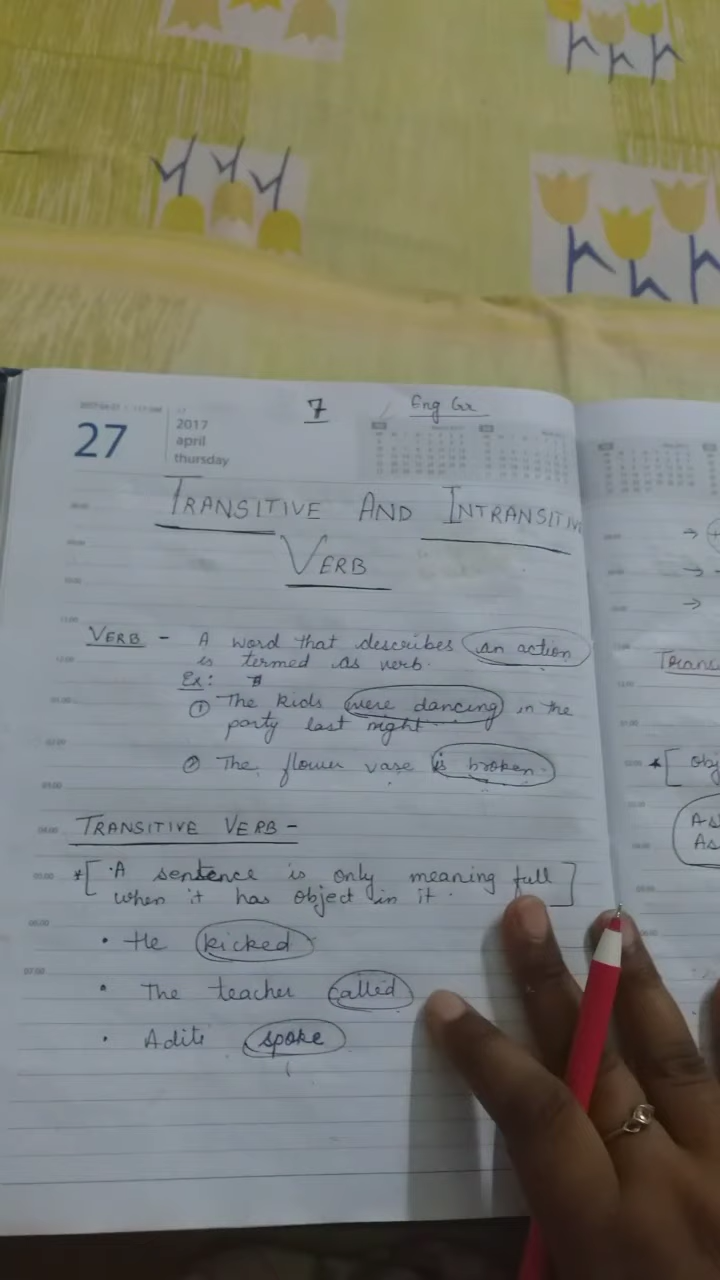 7 Eng Gr
27
2017
april
thursday
TRANSITIVE AND INTRANSITIVE
VERB
VERB - A word that describes an action
is termed as verb.
Ex:
① The kids were dancing in the
party last night
② The flower vase is broken.
TRANSITIVE VERB -
*[ · A sentence is only meaning full ]
when it has object in it.
• He kicked
• The teacher called
• Aditi spoke